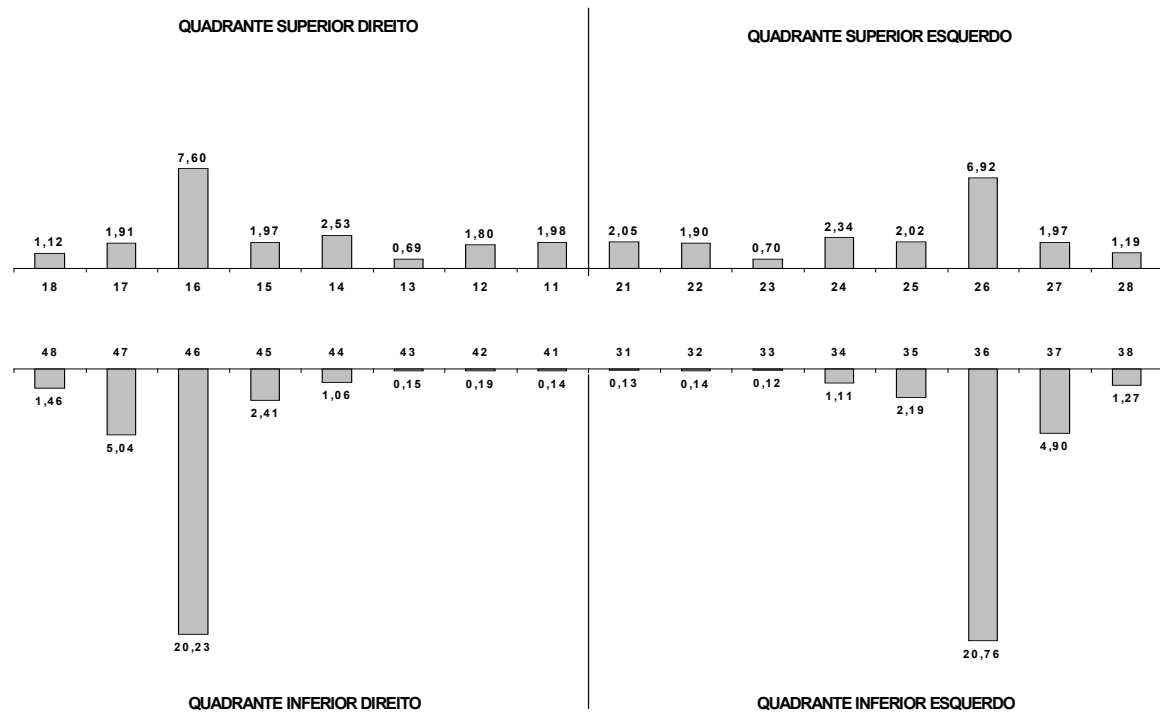 QUADRANTE SUPERIOR DIREITO
QUADRANTE SUPERIOR ESQUERDO
1,12 1,91 7,60 1,97 2,53 0,69 1,80 1,98 2,05 1,90 0,70 2,34 2,02 6,92 1,97 1,19
18 17 16 15 14 13 12 11 21 22 23 24 25 26 27 28
48 47 46 45 44 43 42 41 31 32 33 34 35 36 37 38
1,46 5,04 20,23 2,41 1,06 0,15 0,19 0,14 0,13 0,14 0,12 1,11 2,19 20,76 4,90 1,27
QUADRANTE INFERIOR DIREITO
QUADRANTE INFERIOR ESQUERDO